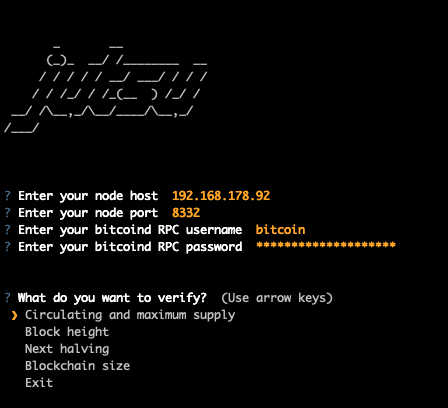 jutsu
? Enter your node host 192.168.178.92
? Enter your node port 8332
? Enter your bitcoind RPC username bitcoin
? Enter your bitcoind RPC password ********************
? What do you want to verify? (Use arrow keys)
❯ Circulating and maximum supply
Block height
Next halving
Blockchain size
Exit